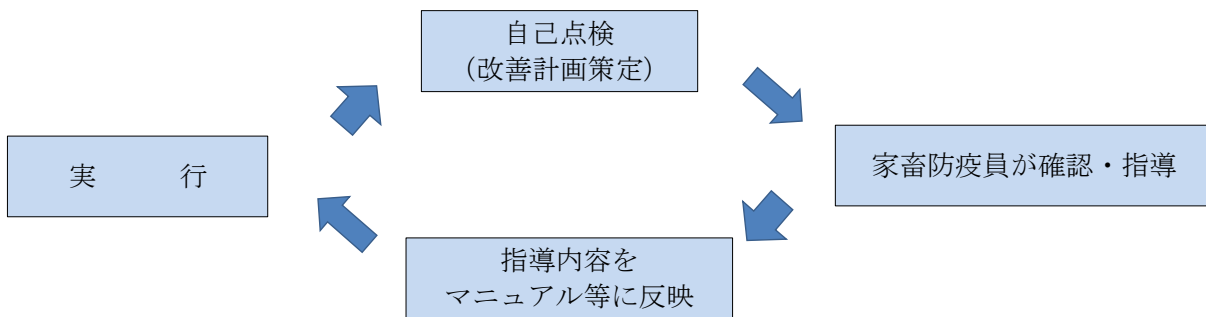 自己点検
（改善計画策定）
家畜防疫員が確認・指導
実　　　行
指導内容を
マニュアル等に反映